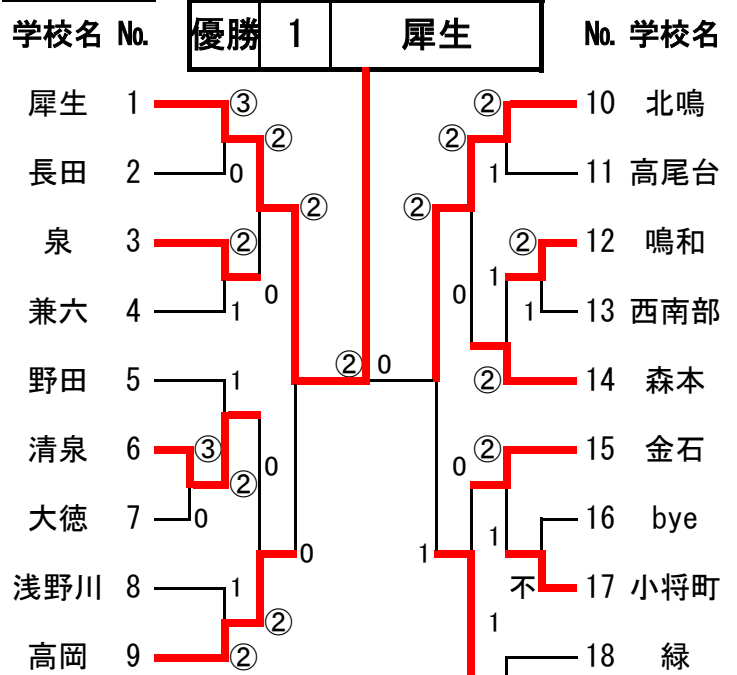 学校名 No. 優勝 1 犀生 No. 学校名
犀生 1 ③ ② 10 北鳴
② ②
長田 2 0 1 11 高尾台
② ②
泉 3 ② ② 12 鳴和
0 0 1
兼六 4 1 1 13 西南部
② 0
野田 5 1 ② 14 森本
清泉 6 ③ ② 15 金石
0 0
大徳 7 0 ② 1 16 bye
0 1
浅野川 8 1 不 17 小将町
② 1
高岡 9 ② 18 緑